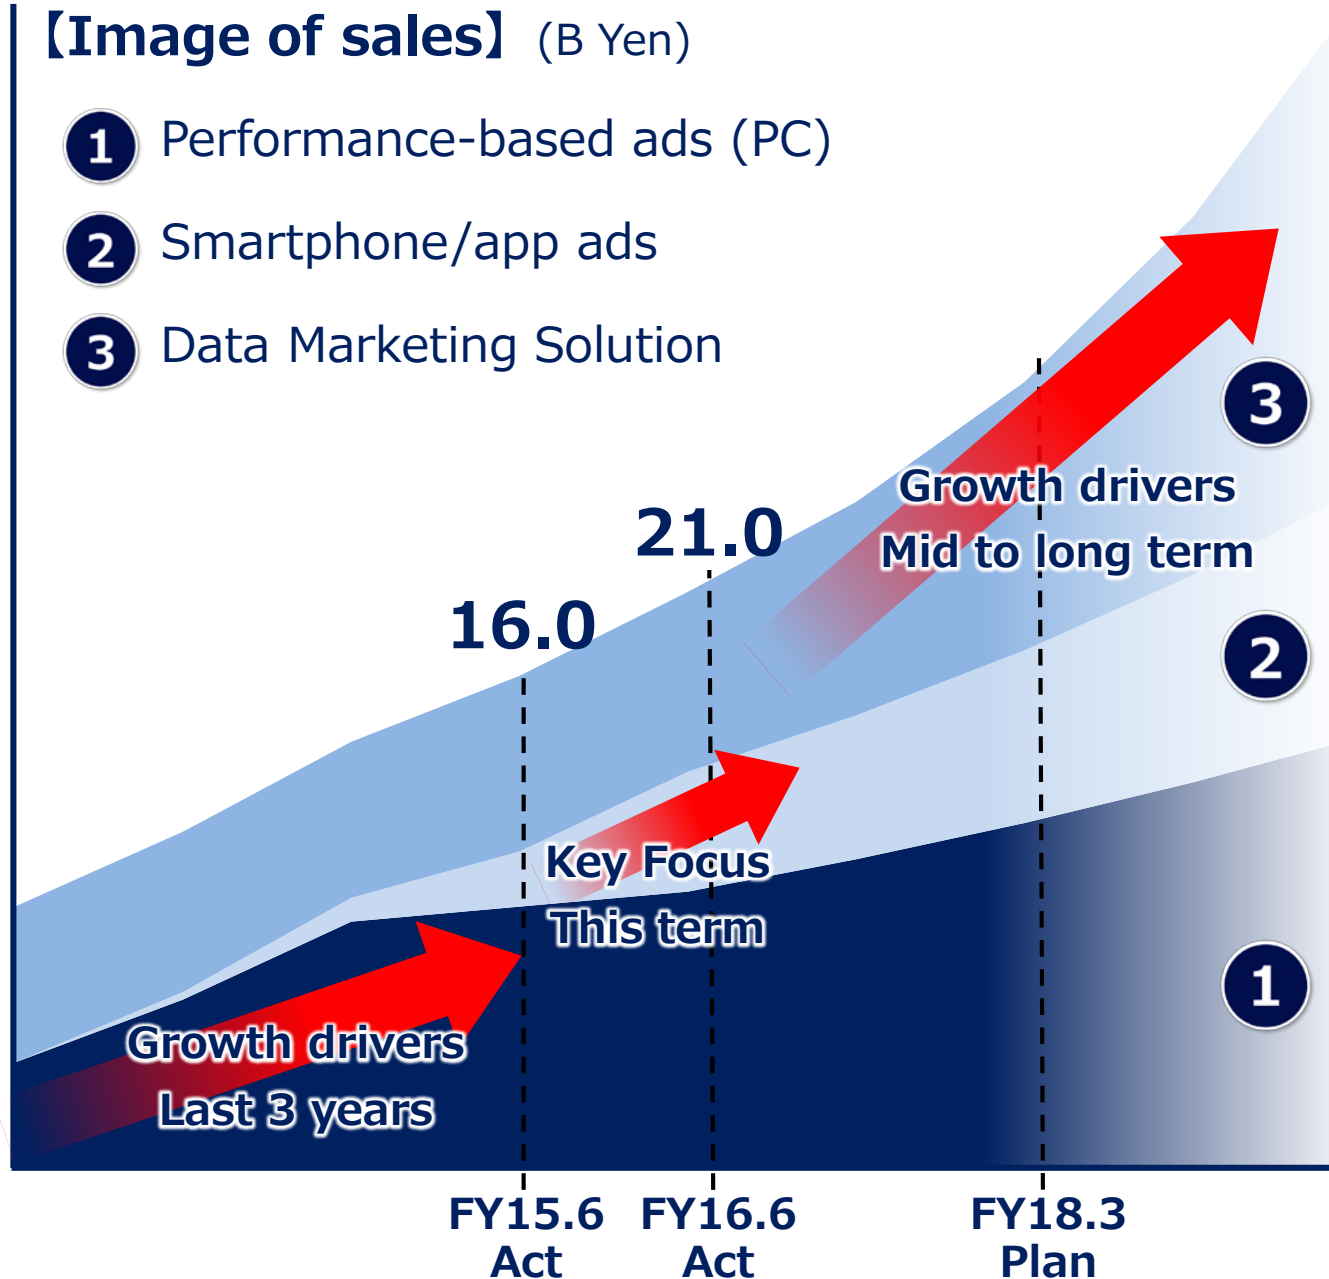 【Image of sales】 (B Yen)
1 Performance-based ads (PC)
2 Smartphone/app ads
3 Data Marketing Solution
3
Growth drivers
Mid to long term
21.0
16.0
2
Key Focus
This term
1
Growth drivers
Last 3 years
FY15.6 FY16.6 FY18.3
Act Act Plan